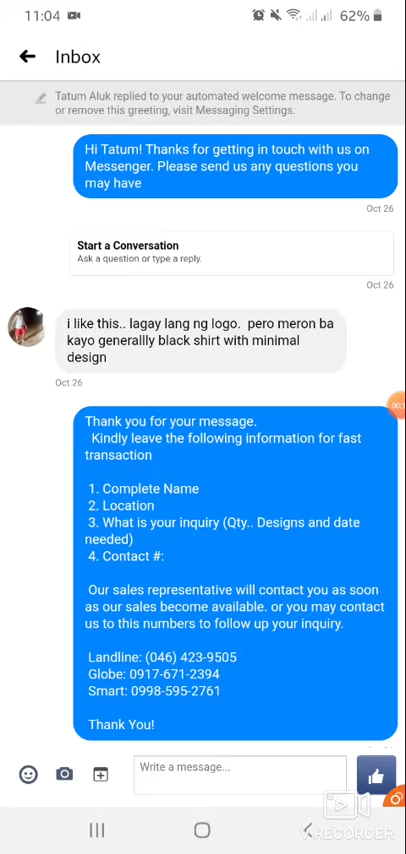 11:04
62%
Inbox
Tatum Aluk replied to your automated welcome message. To change
or remove this greeting, visit Messaging Settings.
Hi Tatum! Thanks for getting in touch with us on
Messenger. Please send us any questions you
may have
Oct 26
Start a Conversation
Ask a question or type a reply.
Oct 26
i like this.. lagay lang ng logo. pero meron ba
kayo generallly black shirt with minimal
design
Oct 26
Thank you for your message.
Kindly leave the following information for fast
transaction
1. Complete Name
2. Location
3. What is your inquiry (Qty.. Designs and date
needed)
4. Contact #:
Our sales representative will contact you as soon
as our sales become available. or you may contact
us to this numbers to follow up your inquiry.
Landline: (046) 423-9505
Globe: 0917-671-2394
Smart: 0998-595-2761
Thank You!
Write a message...
V RECORDER